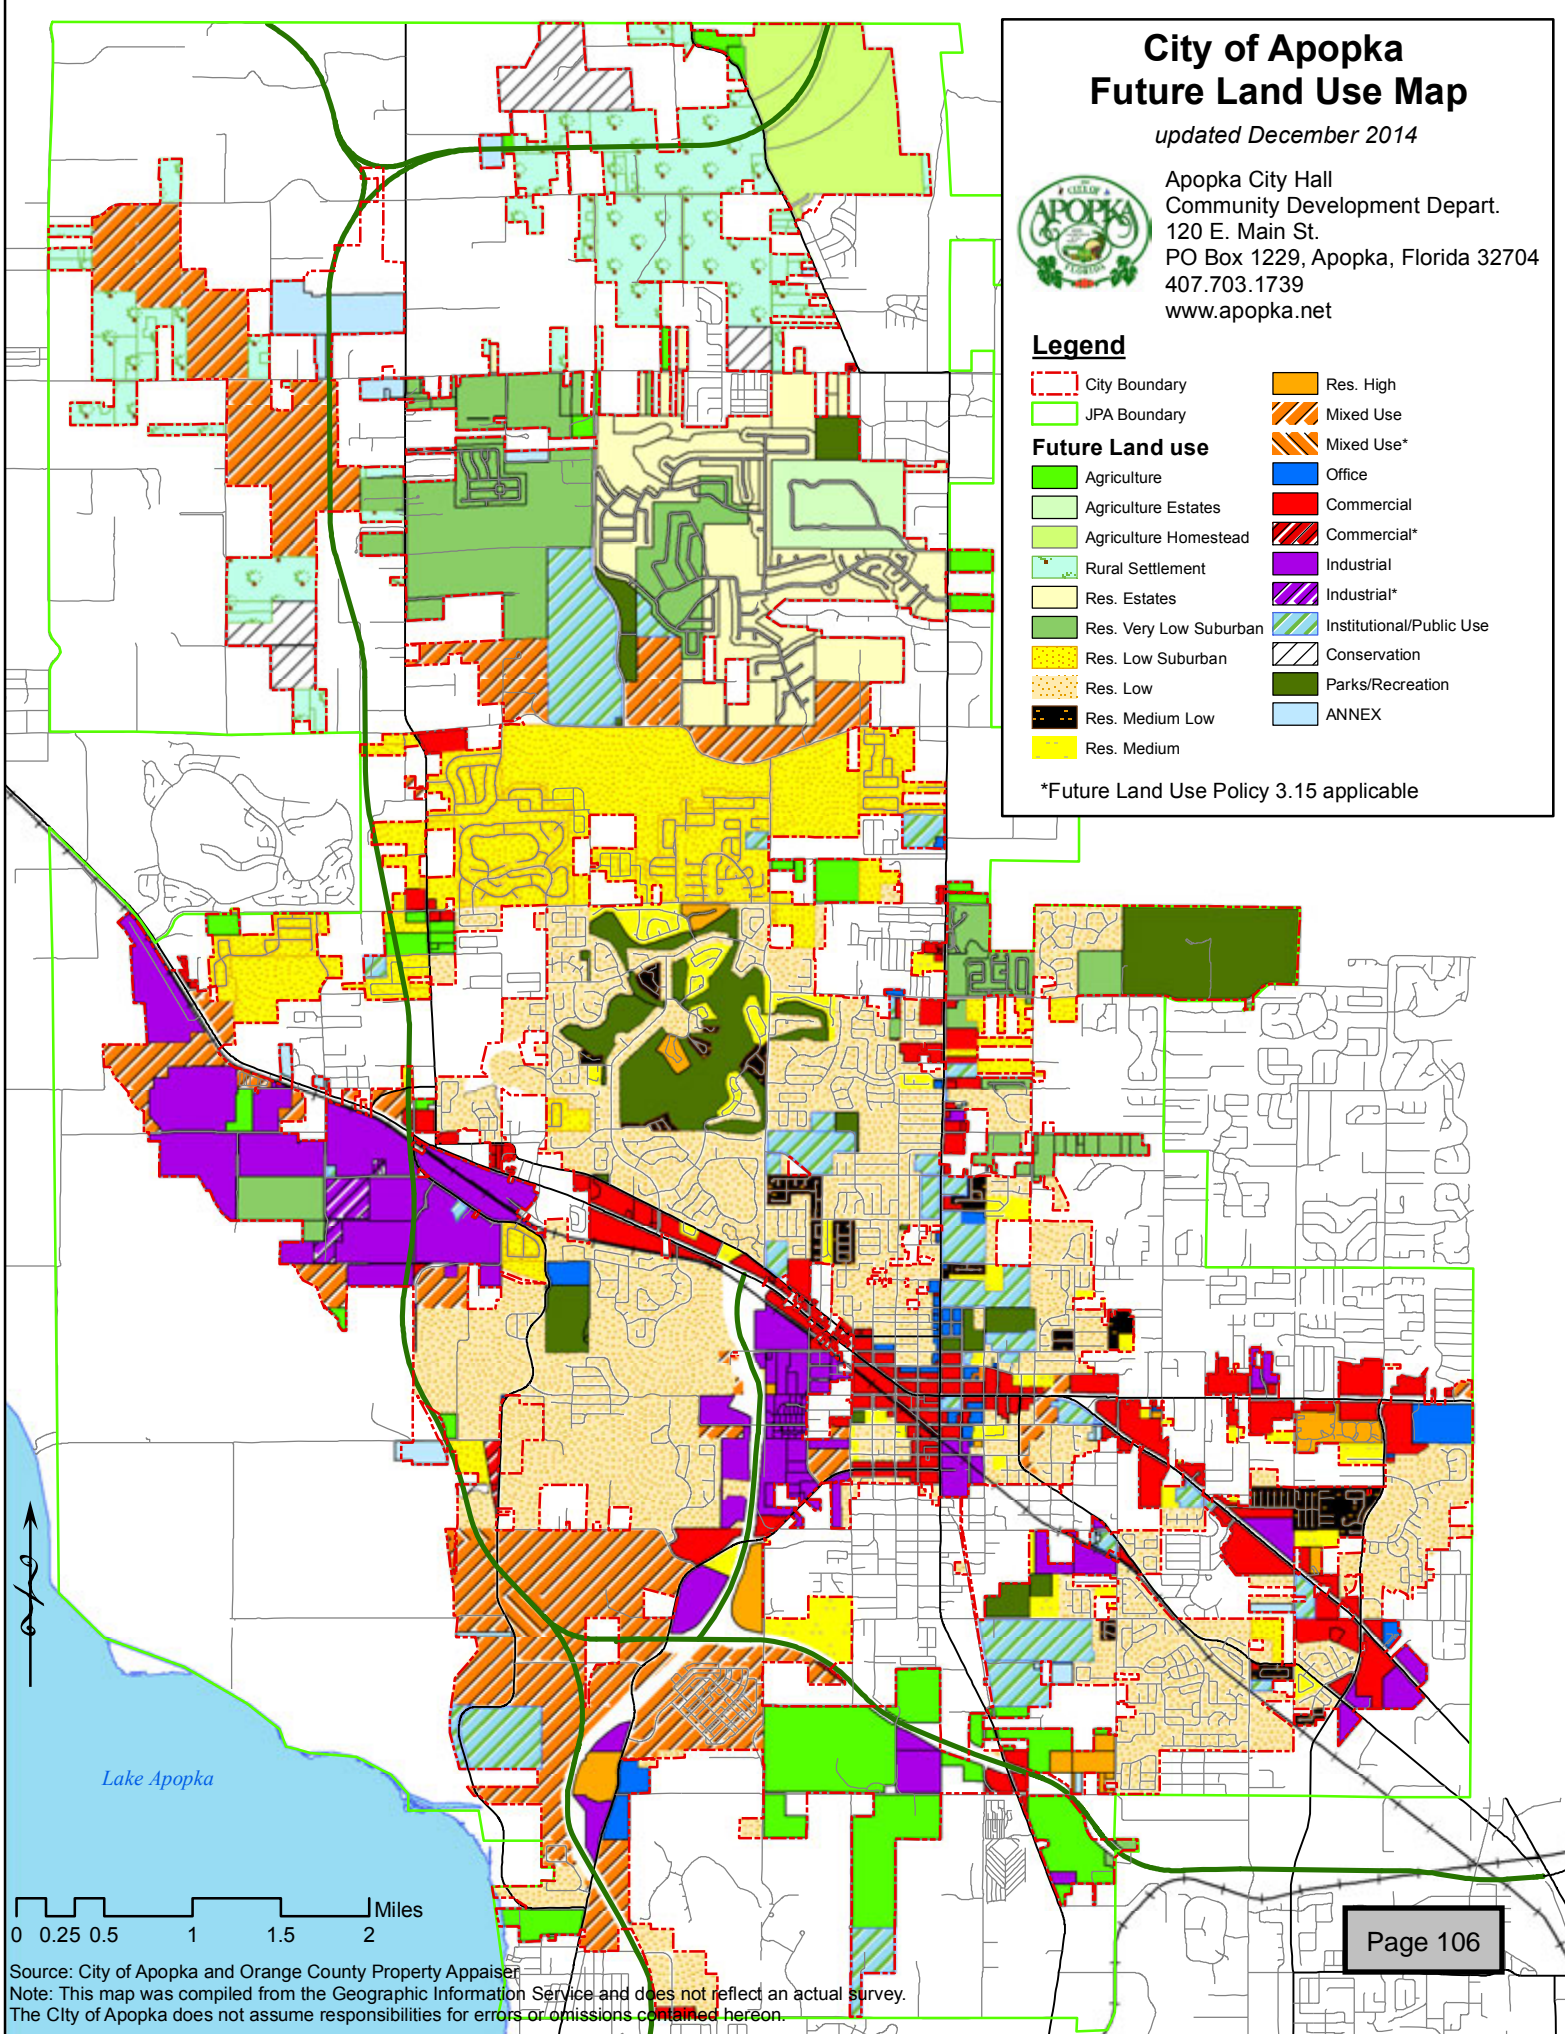 City of Apopka
Future Land Use Map
updated December 2014
CITY OF
APOPKA
FLORIDA
Apopka City Hall
Community Development Depart.
120 E. Main St.
PO Box 1229, Apopka, Florida 32704
407.703.1739
www.apopka.net
Legend
City Boundary
JPA Boundary
Future Land use
Agriculture
Agriculture Estates
Agriculture Homestead
Rural Settlement
Res. Estates
Res. Very Low Suburban
Res. Low Suburban
Res. Low
Res. Medium Low
Res. Medium
Res. High
Mixed Use
Mixed Use*
Office
Commercial
Commercial*
Industrial
Industrial*
Institutional/Public Use
Conservation
Parks/Recreation
ANNEX
*Future Land Use Policy 3.15 applicable
Lake Apopka
Miles
0 0.25 0.5 1 1.5 2
Page 106
Source: City of Apopka and Orange County Property Appaiser
Note: This map was compiled from the Geographic Information Service and does not reflect an actual survey.
The CIty of Apopka does not assume responsibilities for errors or omissions contained hereon.